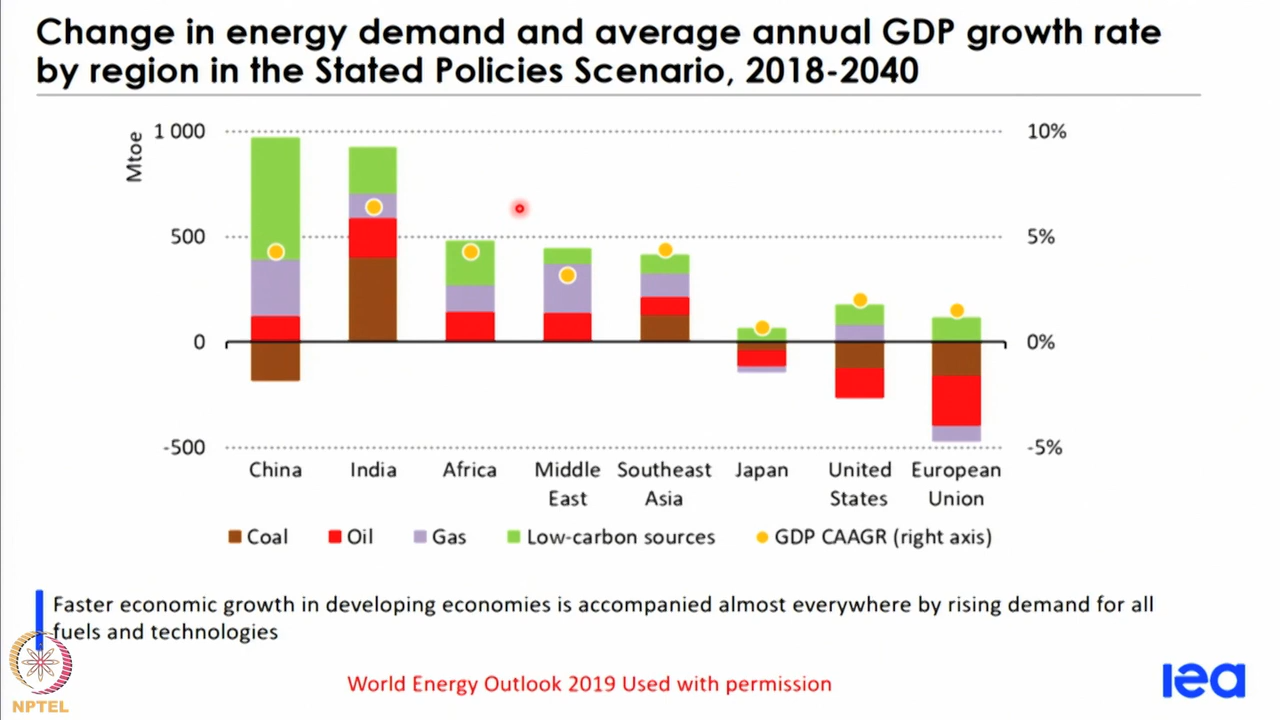 Change in energy demand and average annual GDP growth rate
by region in the Stated Policies Scenario, 2018-2040
Mtoe
1 000
10%
500
5%
0
0%
-500
-5%
China
India
Africa
Middle
East
Southeast
Asia
Japan
United
States
European
Union
Coal
Oil
Gas
Low-carbon sources
GDP CAAGR (right axis)
Faster economic growth in developing economies is accompanied almost everywhere by rising demand for all
fuels and technologies
World Energy Outlook 2019 Used with permission
iea
NPTEL